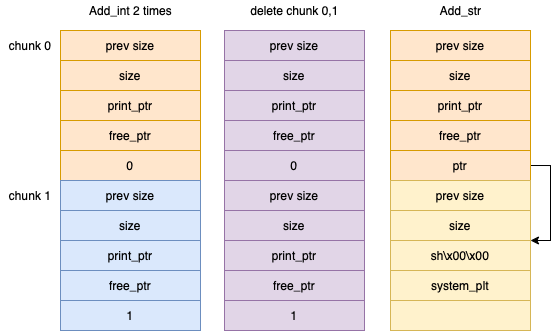 Add_int 2 times
delete chunk 0,1
Add_str
chunk 0
prev size
prev size
prev size
size
size
size
print_ptr
print_ptr
print_ptr
free_ptr
free_ptr
free_ptr
0
0
ptr
chunk 1
prev size
prev size
prev size
size
size
size
print_ptr
print_ptr
sh\x00\x00
free_ptr
free_ptr
system_plt
1
1